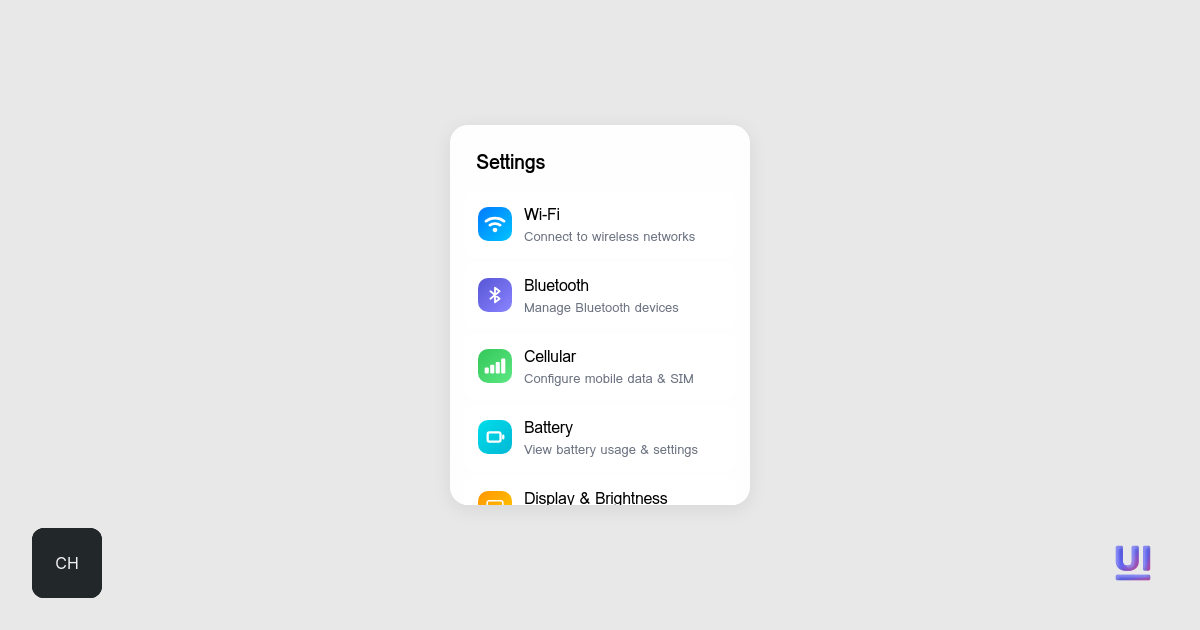 Settings
Wi-Fi
Connect to wireless networks
Bluetooth
Manage Bluetooth devices
Cellular
Configure mobile data & SIM
Battery
View battery usage & settings
Display & Brightness
CH
UI